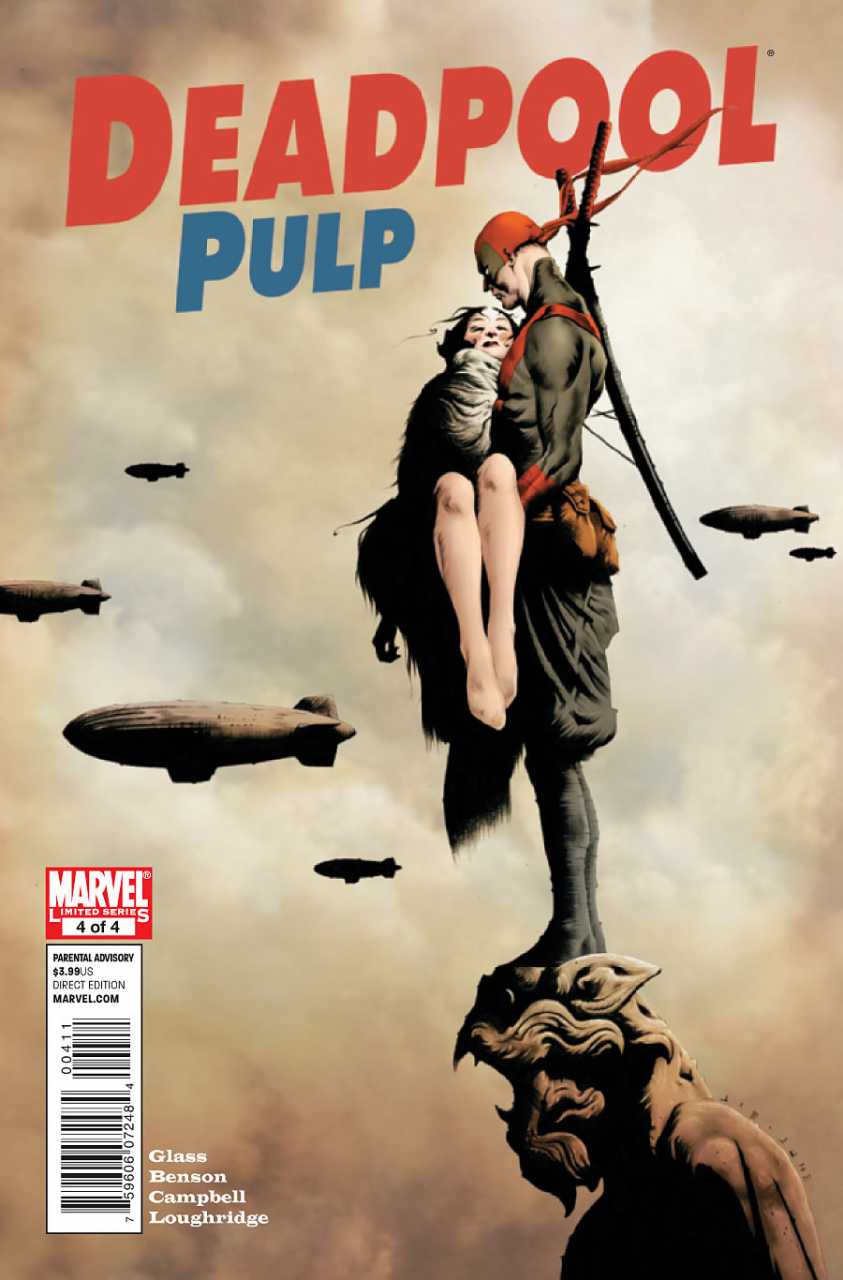 DEADPOOL®
PULP
MARVEL®
LIMITED SERIES
4 of 4
PARENTAL ADVISORY
$3.99US
DIRECT EDITION
MARVEL.COM
00411
7 59606 07248 4
Glass
Benson
Campbell
Loughridge